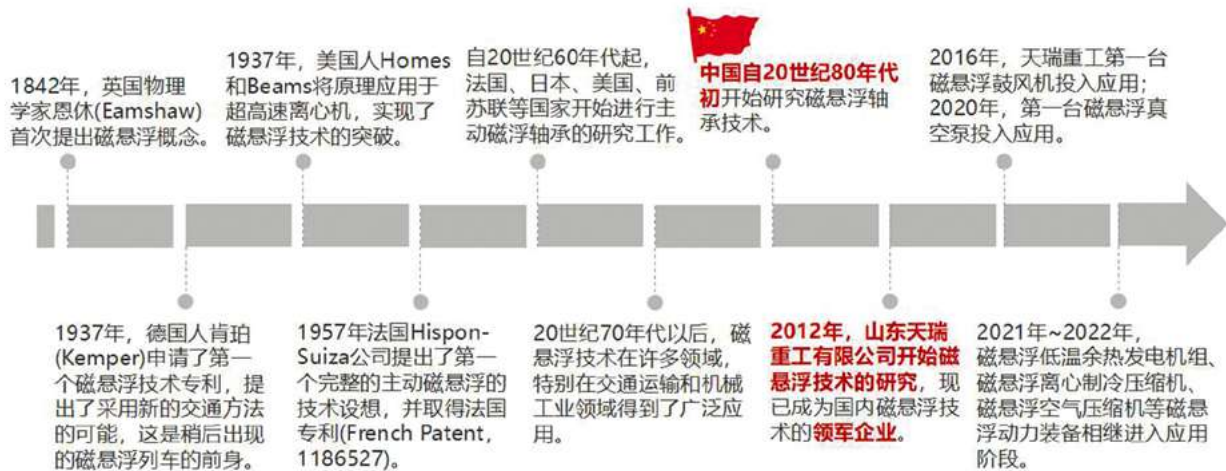 1842年，英国物理
学家恩休(Eamshaw)
首次提出磁悬浮概念。
1937年，美国人Homes
和Beams将原理应用于
超高速离心机，实现了
磁悬浮技术的突破。
自20世纪60年代起，
法国、日本、美国、前
苏联等国家开始进行主
动磁浮轴承的研究工作。
中国自20世纪80年代
初开始研究磁悬浮轴
承技术。
2016年，天瑞重工第一台
磁悬浮鼓风机投入应用；
2020年，第一台磁悬浮真
空泵投入应用。
1937年，德国人肯珀
(Kemper)申请了第一
个磁悬浮技术专利，提
出了采用新的交通方法
的可能，这是稍后出现
的磁悬浮列车的前身。
1957年法国Hispon-
Suiza公司提出了第一
个完整的主动磁悬浮的
技术设想，并取得法国
专利(French Patent，
1186527)。
20世纪70年代以后，磁
悬浮技术在许多领域，
特别在交通运输和机械
工业领域得到了广泛应
用。
2012年，山东天瑞
重工有限公司开始磁
悬浮技术的研究，现
已成为国内磁悬浮技
术的领军企业。
2021年~2022年，
磁悬浮低温余热发电机组、
磁悬浮离心制冷压缩机、
磁悬浮空气压缩机等磁悬
浮动力装备相继进入应用
阶段。